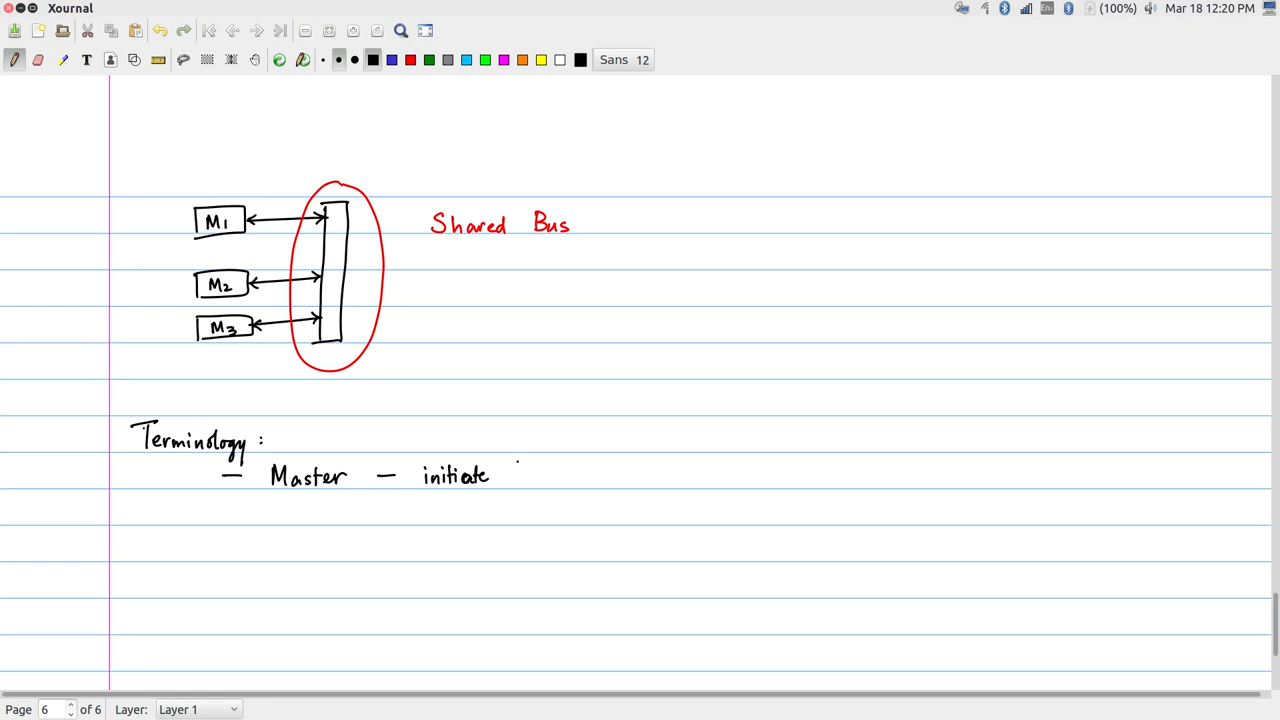 Xournal
(100%) Mar 18 12:20 PM
En
T Sans 12
M1
Shared Bus
M2
M3
Terminology:
— Master — initiate
Page 6 of 6 Layer: Layer 1